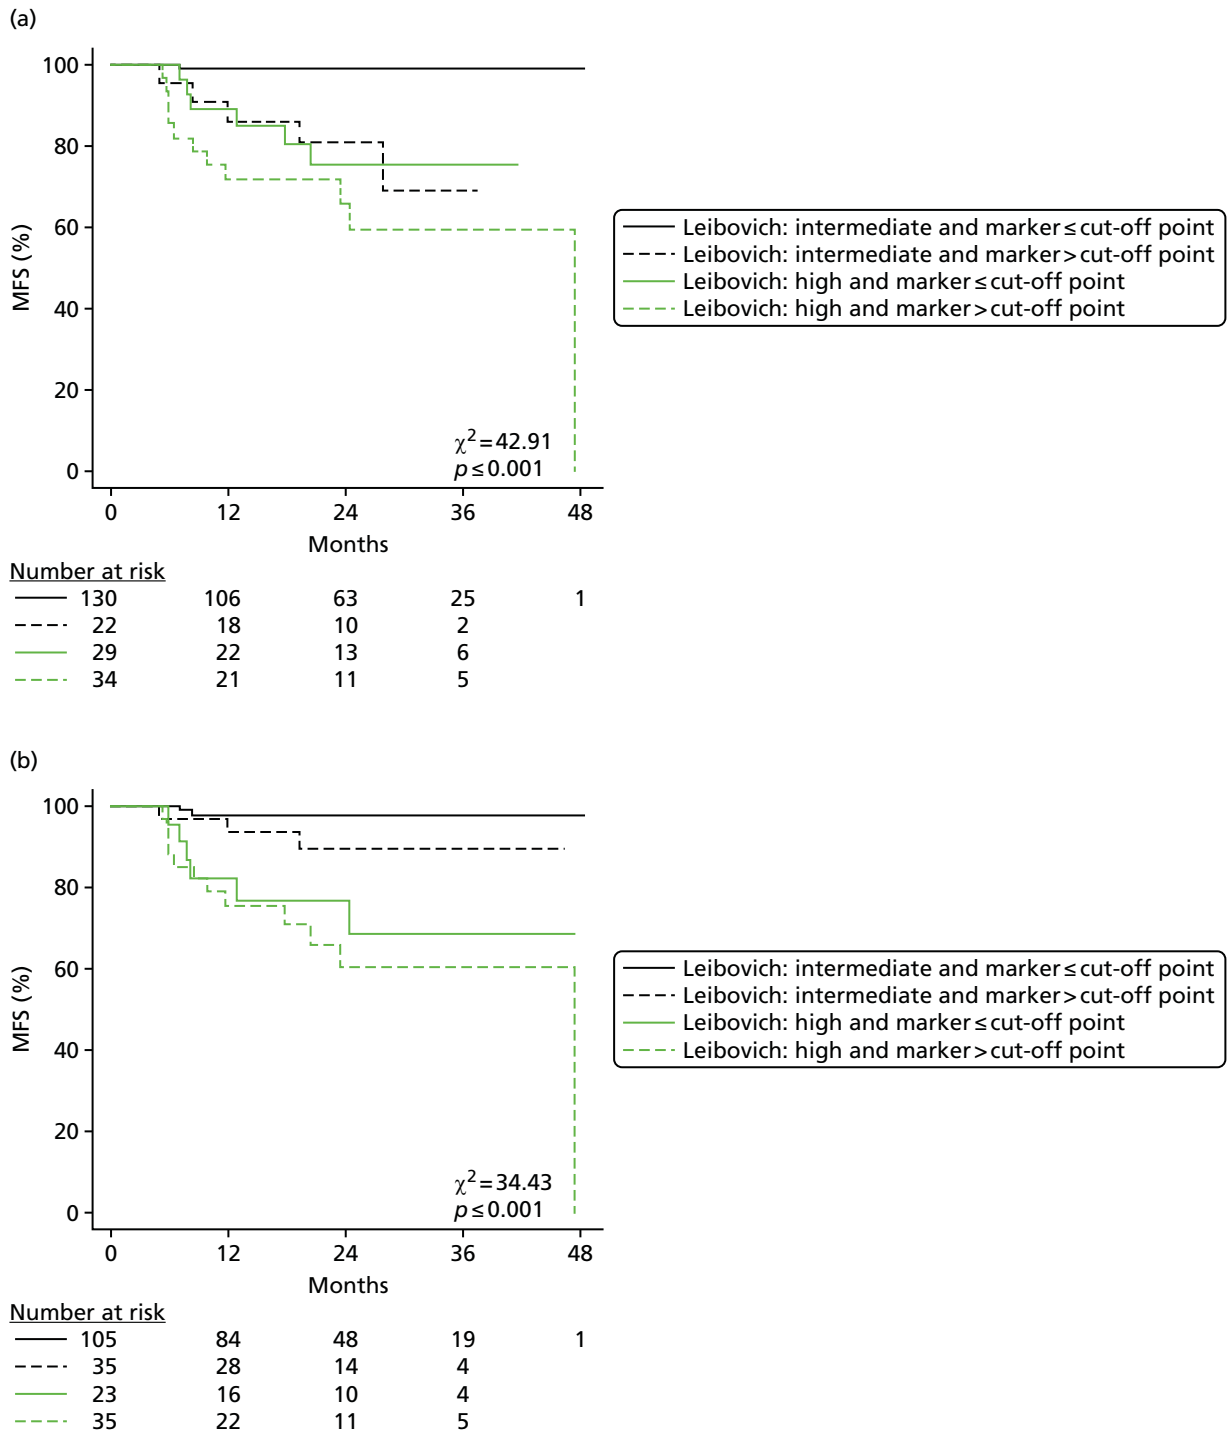 (a)
100
80
60
40
20
0
MFS (%)
χ²=42.91
p≤0.001
0 12 24 36 48
Months
Leibovich: intermediate and marker≤cut-off point
Leibovich: intermediate and marker>cut-off point
Leibovich: high and marker≤cut-off point
Leibovich: high and marker>cut-off point
Number at risk
130 106 63 25 1
22 18 10 2
29 22 13 6
34 21 11 5
(b)
100
80
60
40
20
0
MFS (%)
χ²=34.43
p≤0.001
0 12 24 36 48
Months
Leibovich: intermediate and marker≤cut-off point
Leibovich: intermediate and marker>cut-off point
Leibovich: high and marker≤cut-off point
Leibovich: high and marker>cut-off point
Number at risk
105 84 48 19 1
35 28 14 4
23 16 10 4
35 22 11 5